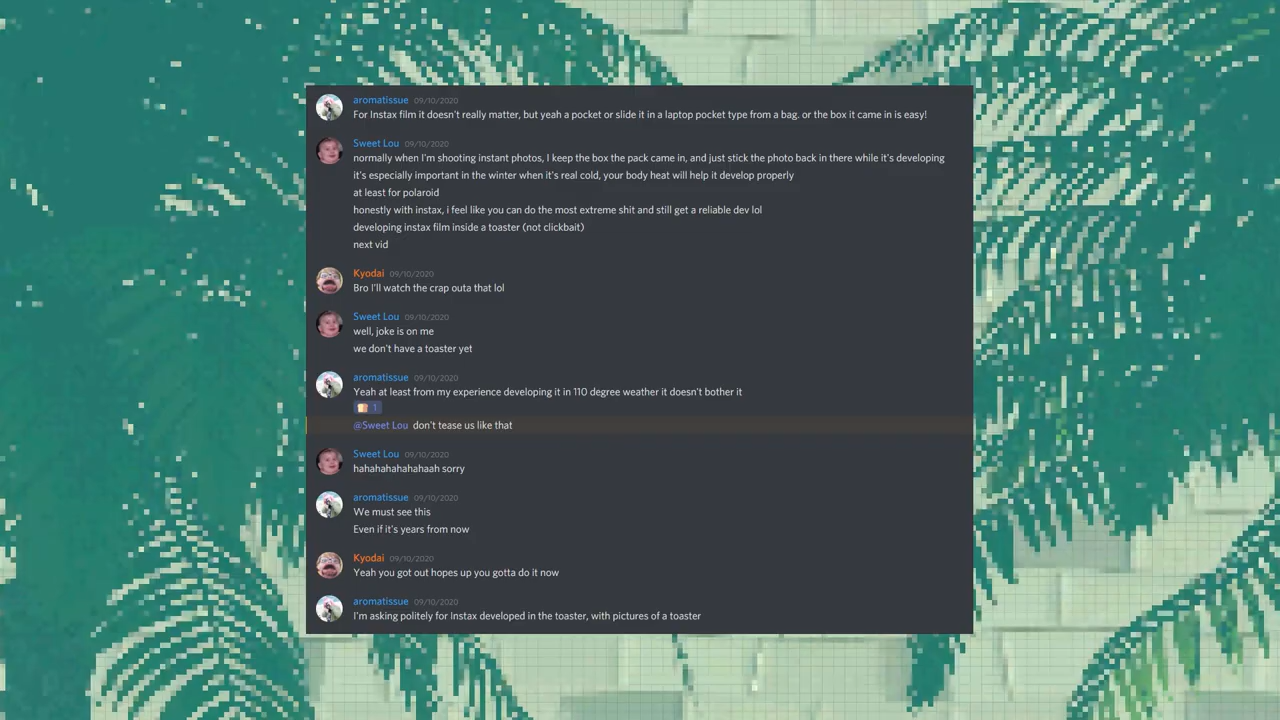 aromatissue 09/10/2020
For Instax film it doesn't really matter, but yeah a pocket or slide it in a laptop pocket type from a bag. or the box it came in is easy!
Sweet Lou 09/10/2020
normally when I'm shooting instant photos, I keep the box the pack came in, and just stick the photo back in there while it's developing
it's especially important in the winter when it's real cold, your body heat will help it develop properly
at least for polaroid
honestly with instax, i feel like you can do the most extreme shit and still get a reliable dev lol
developing instax film inside a toaster (not clickbait)
next vid
Kyodai 09/10/2020
Bro I'll watch the crap outa that lol
Sweet Lou 09/10/2020
well, joke is on me
we don't have a toaster yet
aromatissue 09/10/2020
Yeah at least from my experience developing it in 110 degree weather it doesn't bother it
1
@Sweet Lou don't tease us like that
Sweet Lou 09/10/2020
hahahahahahahaah sorry
aromatissue 09/10/2020
We must see this
Even if it's years from now
Kyodai 09/10/2020
Yeah you got out hopes up you gotta do it now
aromatissue 09/10/2020
I'm asking politely for Instax developed in the toaster, with pictures of a toaster